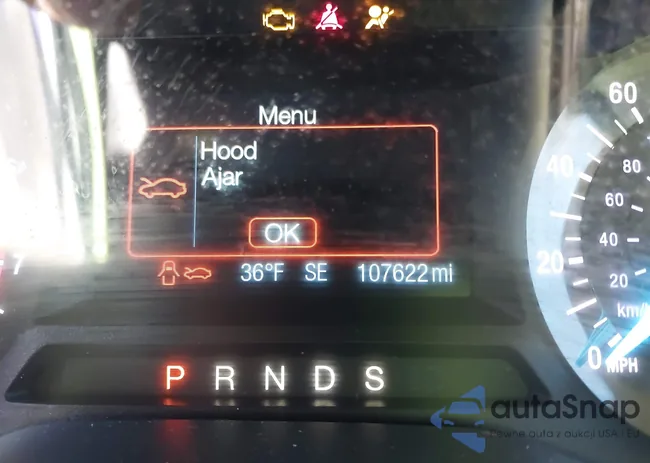 Menu
Hood
Ajar
OK
36°F SE 107622 mi
P R N D S
60
40
20
0 MPH
80
60
40
20
km/
autaSnap